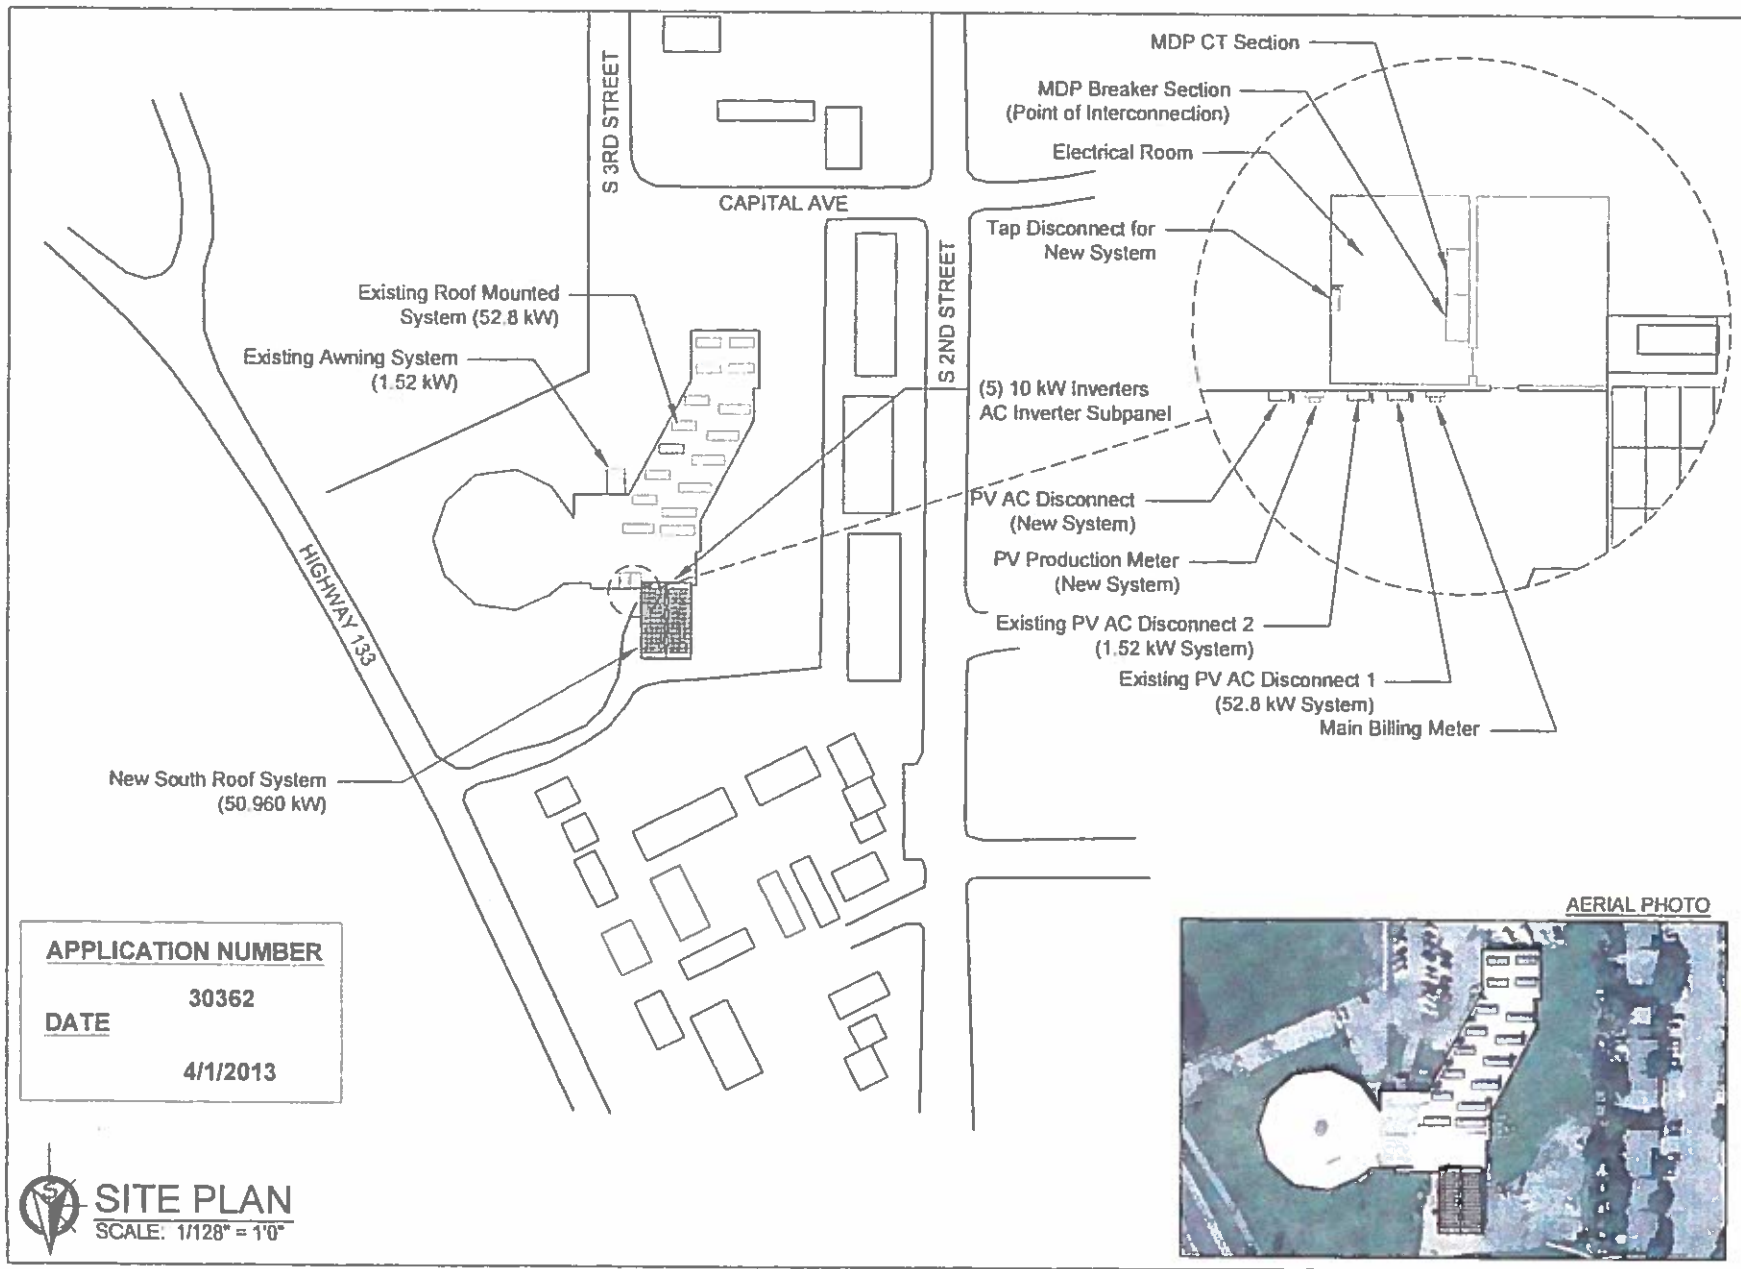 MDP CT Section
MDP Breaker Section
(Point of Interconnection)
Electrical Room
S 3RD STREET
CAPITAL AVE
Tap Disconnect for
New System
S 2ND STREET
Existing Roof Mounted
System (52.8 kW)
Existing Awning System
(1.52 kW)
(5) 10 kW Inverters
AC Inverter Subpanel
PV AC Disconnect
(New System)
PV Production Meter
(New System)
HIGHWAY 133
Existing PV AC Disconnect 2
(1.52 kW System)
Existing PV AC Disconnect 1
(52.8 kW System)
Main Billing Meter
New South Roof System
(50.960 kW)
AERIAL PHOTO
APPLICATION NUMBER
30362
DATE
4/1/2013
S
SITE PLAN
SCALE: 1/128" = 1'0"